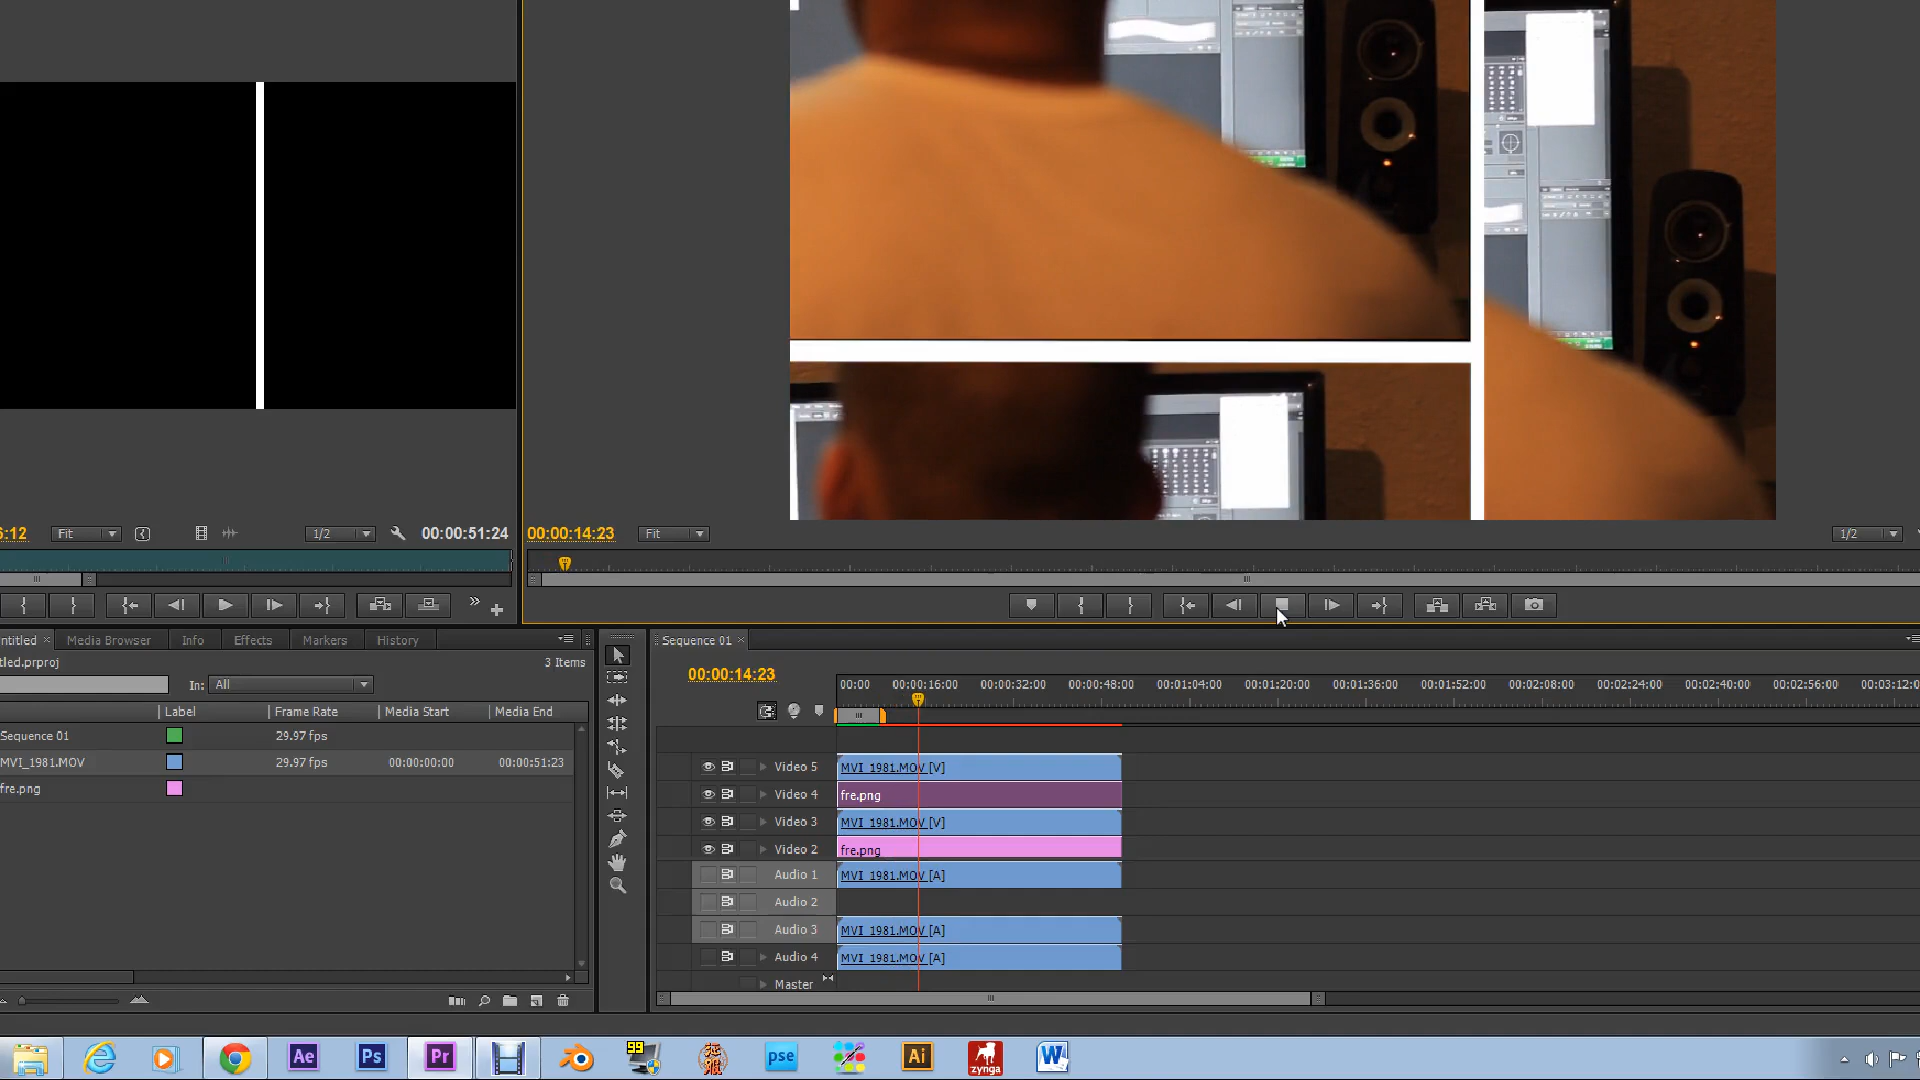 6:12 Fit 1/2 00:00:51:24 00:00:14:23 Fit 1/2
ntitled × Media Browser Info Effects Markers History
tled.prproj 3 Items
In: All
Label Frame Rate Media Start Media End
Sequence 01 29.97 fps
MVI_1981.MOV 29.97 fps 00:00:00:00 00:00:51:23
fre.png
Sequence 01 ×
00:00:14:23
00:00 00:00:16:00 00:00:32:00 00:00:48:00 00:01:04:00 00:01:20:00 00:01:36:00 00:01:52:00 00:02:08:00 00:02:24:00 00:02:40:00 00:02:56:00 00:03:12:0
Video 5 MVI_1981.MOV [V]
Video 4 fre.png
Video 3 MVI_1981.MOV [V]
Video 2 fre.png
Audio 1 MVI_1981.MOV [A]
Audio 2
Audio 3 MVI_1981.MOV [A]
Audio 4 MVI_1981.MOV [A]
Master
Ae Ps Pr 99 pse Ai zynga W